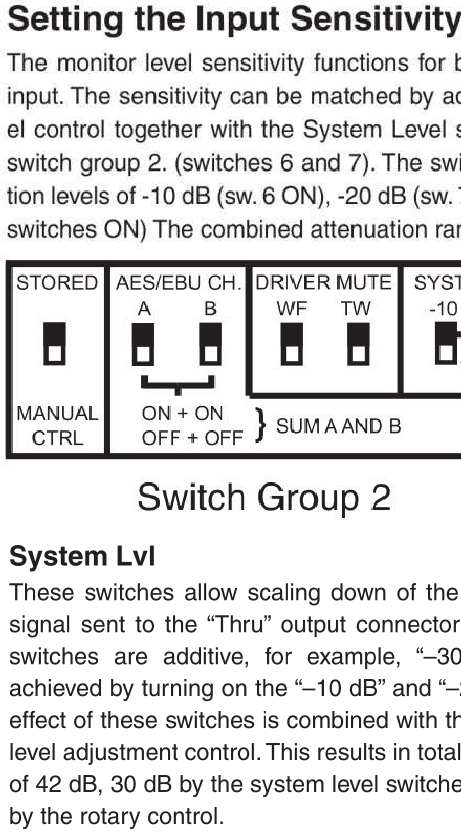 Setting the Input Sensitivity
The monitor level sensitivity functions for b
input. The sensitivity can be matched by ac
el control together with the System Level s
switch group 2. (switches 6 and 7). The swi
tion levels of -10 dB (sw. 6 ON), -20 dB (sw. 
switches ON) The combined attenuation ran
STORED AES/EBU CH. DRIVER MUTE SYST
A B WF TW -10
MANUAL CTRL
ON + ON
OFF + OFF } SUM A AND B
Switch Group 2
System Lvl
These switches allow scaling down of the
signal sent to the “Thru” output connector
switches are additive, for example, “–30
achieved by turning on the “–10 dB” and “–
effect of these switches is combined with th
level adjustment control. This results in total
of 42 dB, 30 dB by the system level switche
by the rotary control.